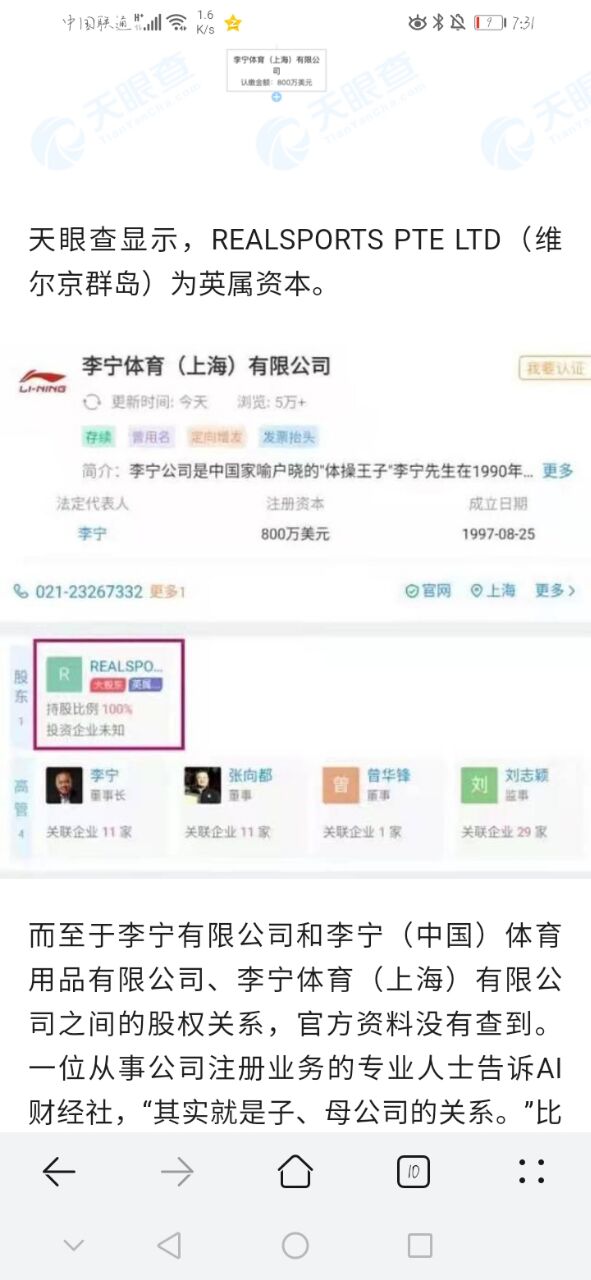 中国联通 1.6 K/s 9 7:31
李宁体育（上海）有限公
司
认缴金额：800万美元
天眼查 TianYanCha.com
天眼查显示，REALSPORTS PTE LTD（维
尔京群岛）为英属资本。
LI-NING
李宁体育（上海）有限公司
我要认证
更新时间: 今天 浏览: 5万+
存续 曾用名 定向增发 发票抬头
简介：李宁公司是中国家喻户晓的"体操王子"李宁先生在1990年... 更多
法定代表人 注册资本 成立日期
李宁 800万美元 1997-08-25
021-23267332 更多1 官网 上海 更多
股东 1
R REALSPO...
大股东 英属...
持股比例 100%
投资企业未知
高管 4
李宁 张向都 曾 曾华锋 刘 刘志颖
董事长 董事 董事 监事
关联企业 11 家 关联企业 11 家 关联企业 1 家 关联企业 29 家
而至于李宁有限公司和李宁（中国）体育
用品有限公司、李宁体育（上海）有限公
司之间的股权关系，官方资料没有查到。
一位从事公司注册业务的专业人士告诉AI
财经社，“其实就是子、母公司的关系。”比
10